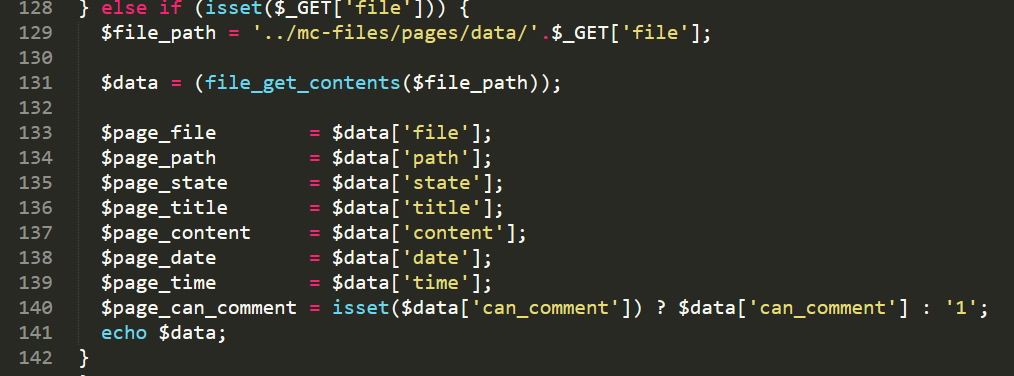 128 } else if (isset($_GET['file'])) {
129 $file_path = '../mc-files/pages/data/'.$_GET['file'];
130
131 $data = (file_get_contents($file_path));
132
133 $page_file = $data['file'];
134 $page_path = $data['path'];
135 $page_state = $data['state'];
136 $page_title = $data['title'];
137 $page_content = $data['content'];
138 $page_date = $data['date'];
139 $page_time = $data['time'];
140 $page_can_comment = isset($data['can_comment']) ? $data['can_comment'] : '1';
141 echo $data;
142 }